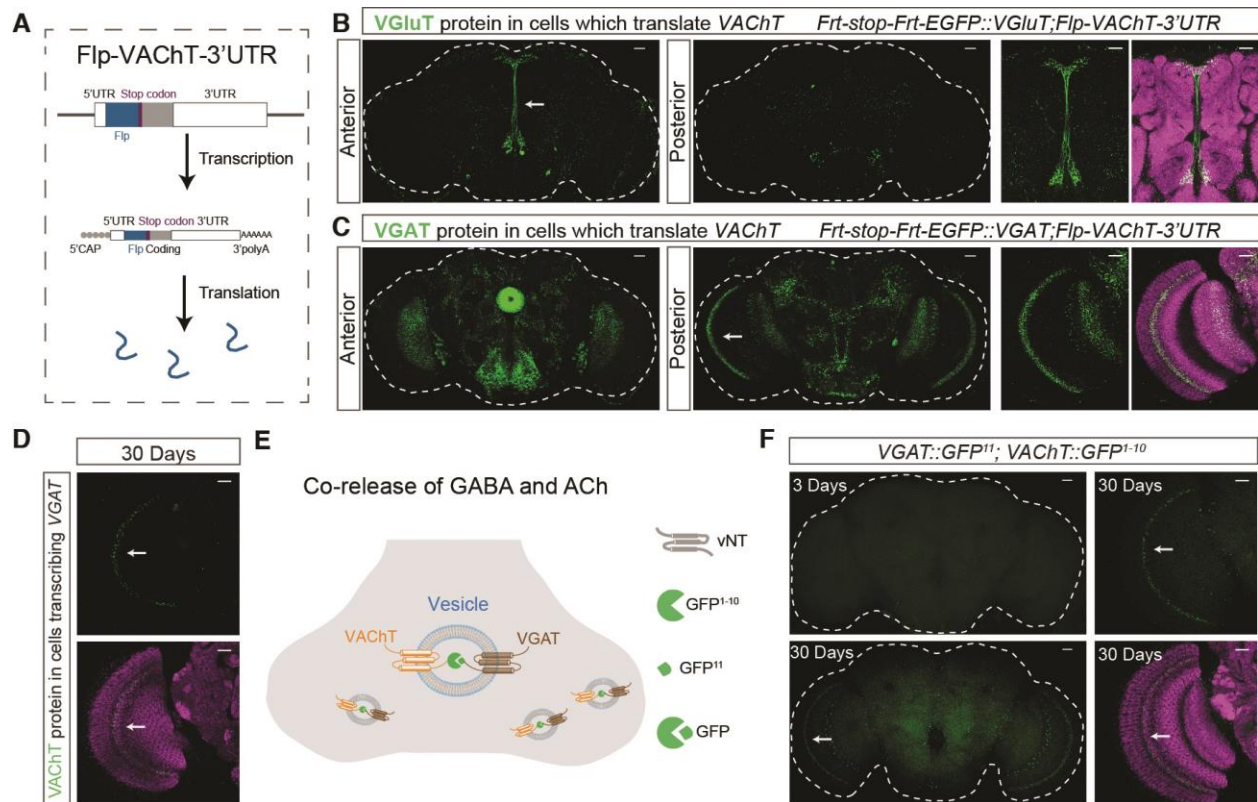 A
Flp-VAChT-3'UTR
5'UTR Stop codon 3'UTR
Flp
Transcription
5'UTR Stop codon 3'UTR
AAAAA
5'CAP Flp Coding 3'polyA
Translation
B
VGluT protein in cells which translate VAChT Frt-stop-Frt-EGFP::VGluT;Flp-VAChT-3'UTR
Anterior
Posterior
C
VGAT protein in cells which translate VAChT Frt-stop-Frt-EGFP::VGAT;Flp-VAChT-3'UTR
Anterior
Posterior
D
30 Days
VAChT protein in cells transcribing VGAT
E
Co-release of GABA and ACh
Vesicle
VAChT
VGAT
vNT
GFP1-10
GFP11
GFP
F
VGAT::GFP11; VAChT::GFP1-10
3 Days
30 Days
30 Days
30 Days